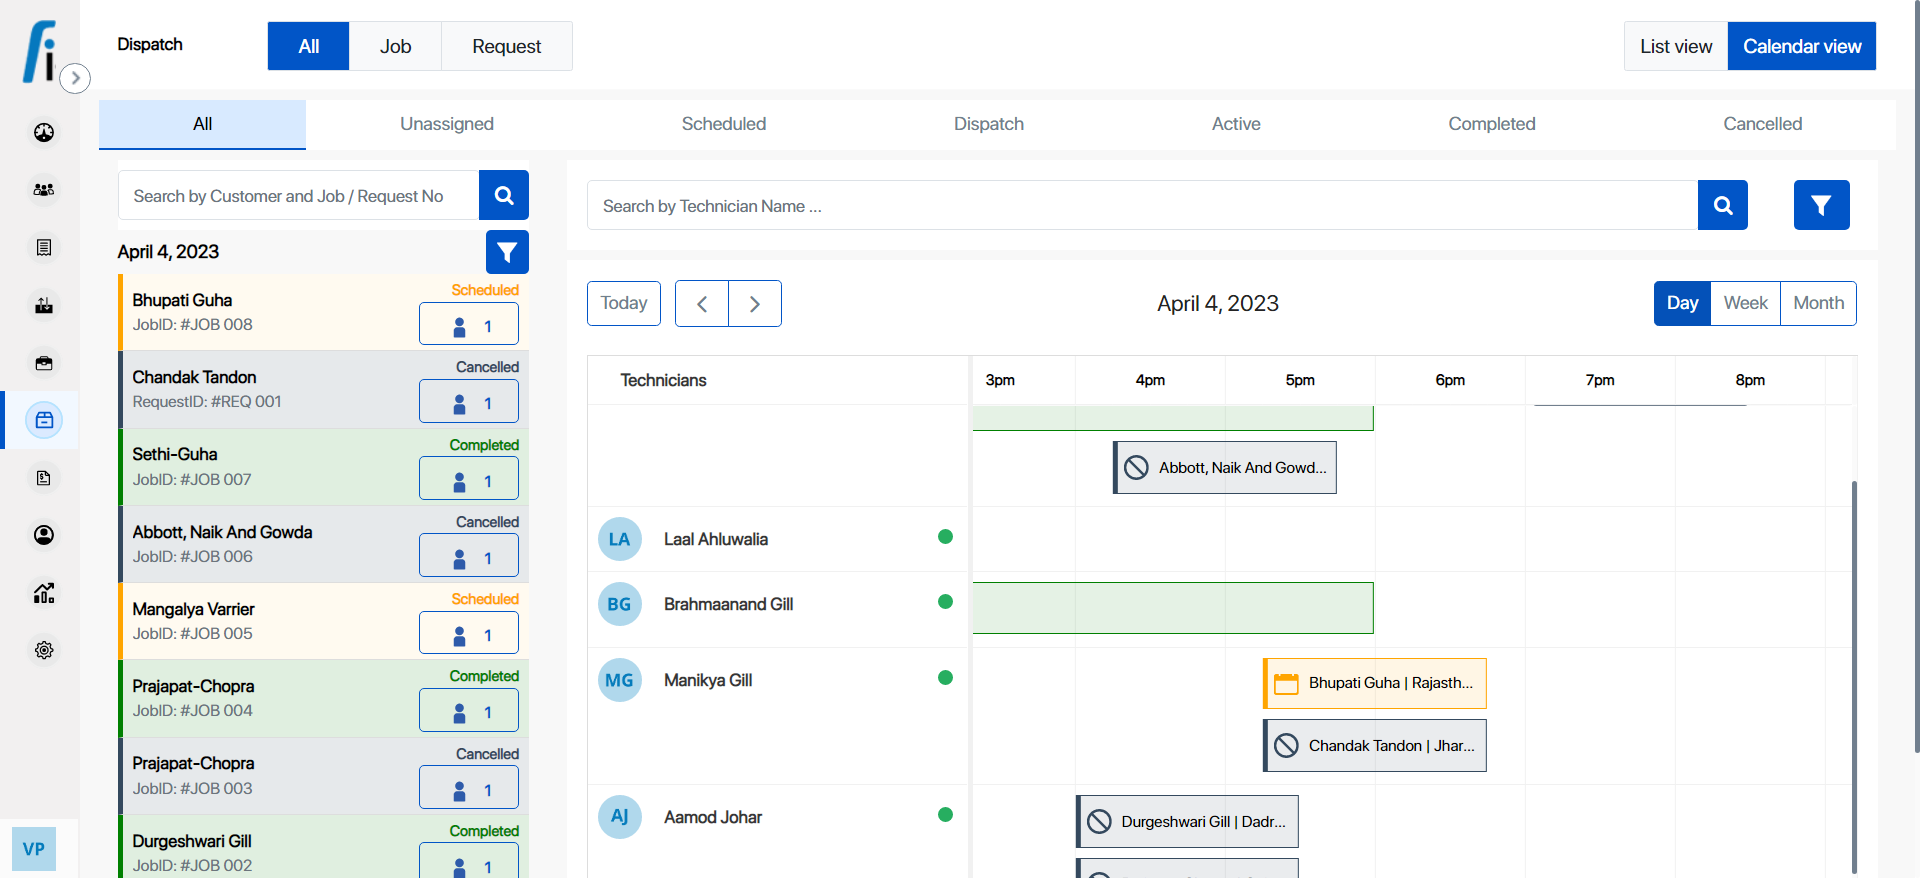 Dispatch
All
Job
Request
List view
Calendar view
All
Unassigned
Scheduled
Dispatch
Active
Completed
Cancelled
Search by Customer and Job / Request No
April 4, 2023
Bhupati Guha
JobID: #JOB 008
Scheduled
1
Chandak Tandon
RequestID: #REQ 001
Cancelled
1
Sethi-Guha
JobID: #JOB 007
Completed
1
Abbott, Naik And Gowda
JobID: #JOB 006
Cancelled
1
Mangalya Varrier
JobID: #JOB 005
Scheduled
1
Prajapat-Chopra
JobID: #JOB 004
Completed
1
Prajapat-Chopra
JobID: #JOB 003
Cancelled
1
Durgeshwari Gill
JobID: #JOB 002
Completed
1
VP
Search by Technician Name ...
Today
April 4, 2023
Day
Week
Month
Technicians
3pm
4pm
5pm
6pm
7pm
8pm
Abbott, Naik And Gowd...
LA
Laal Ahluwalia
BG
Brahmaanand Gill
MG
Manikya Gill
Bhupati Guha | Rajasth...
Chandak Tandon | Jhar...
AJ
Aamod Johar
Durgeshwari Gill | Dadr...